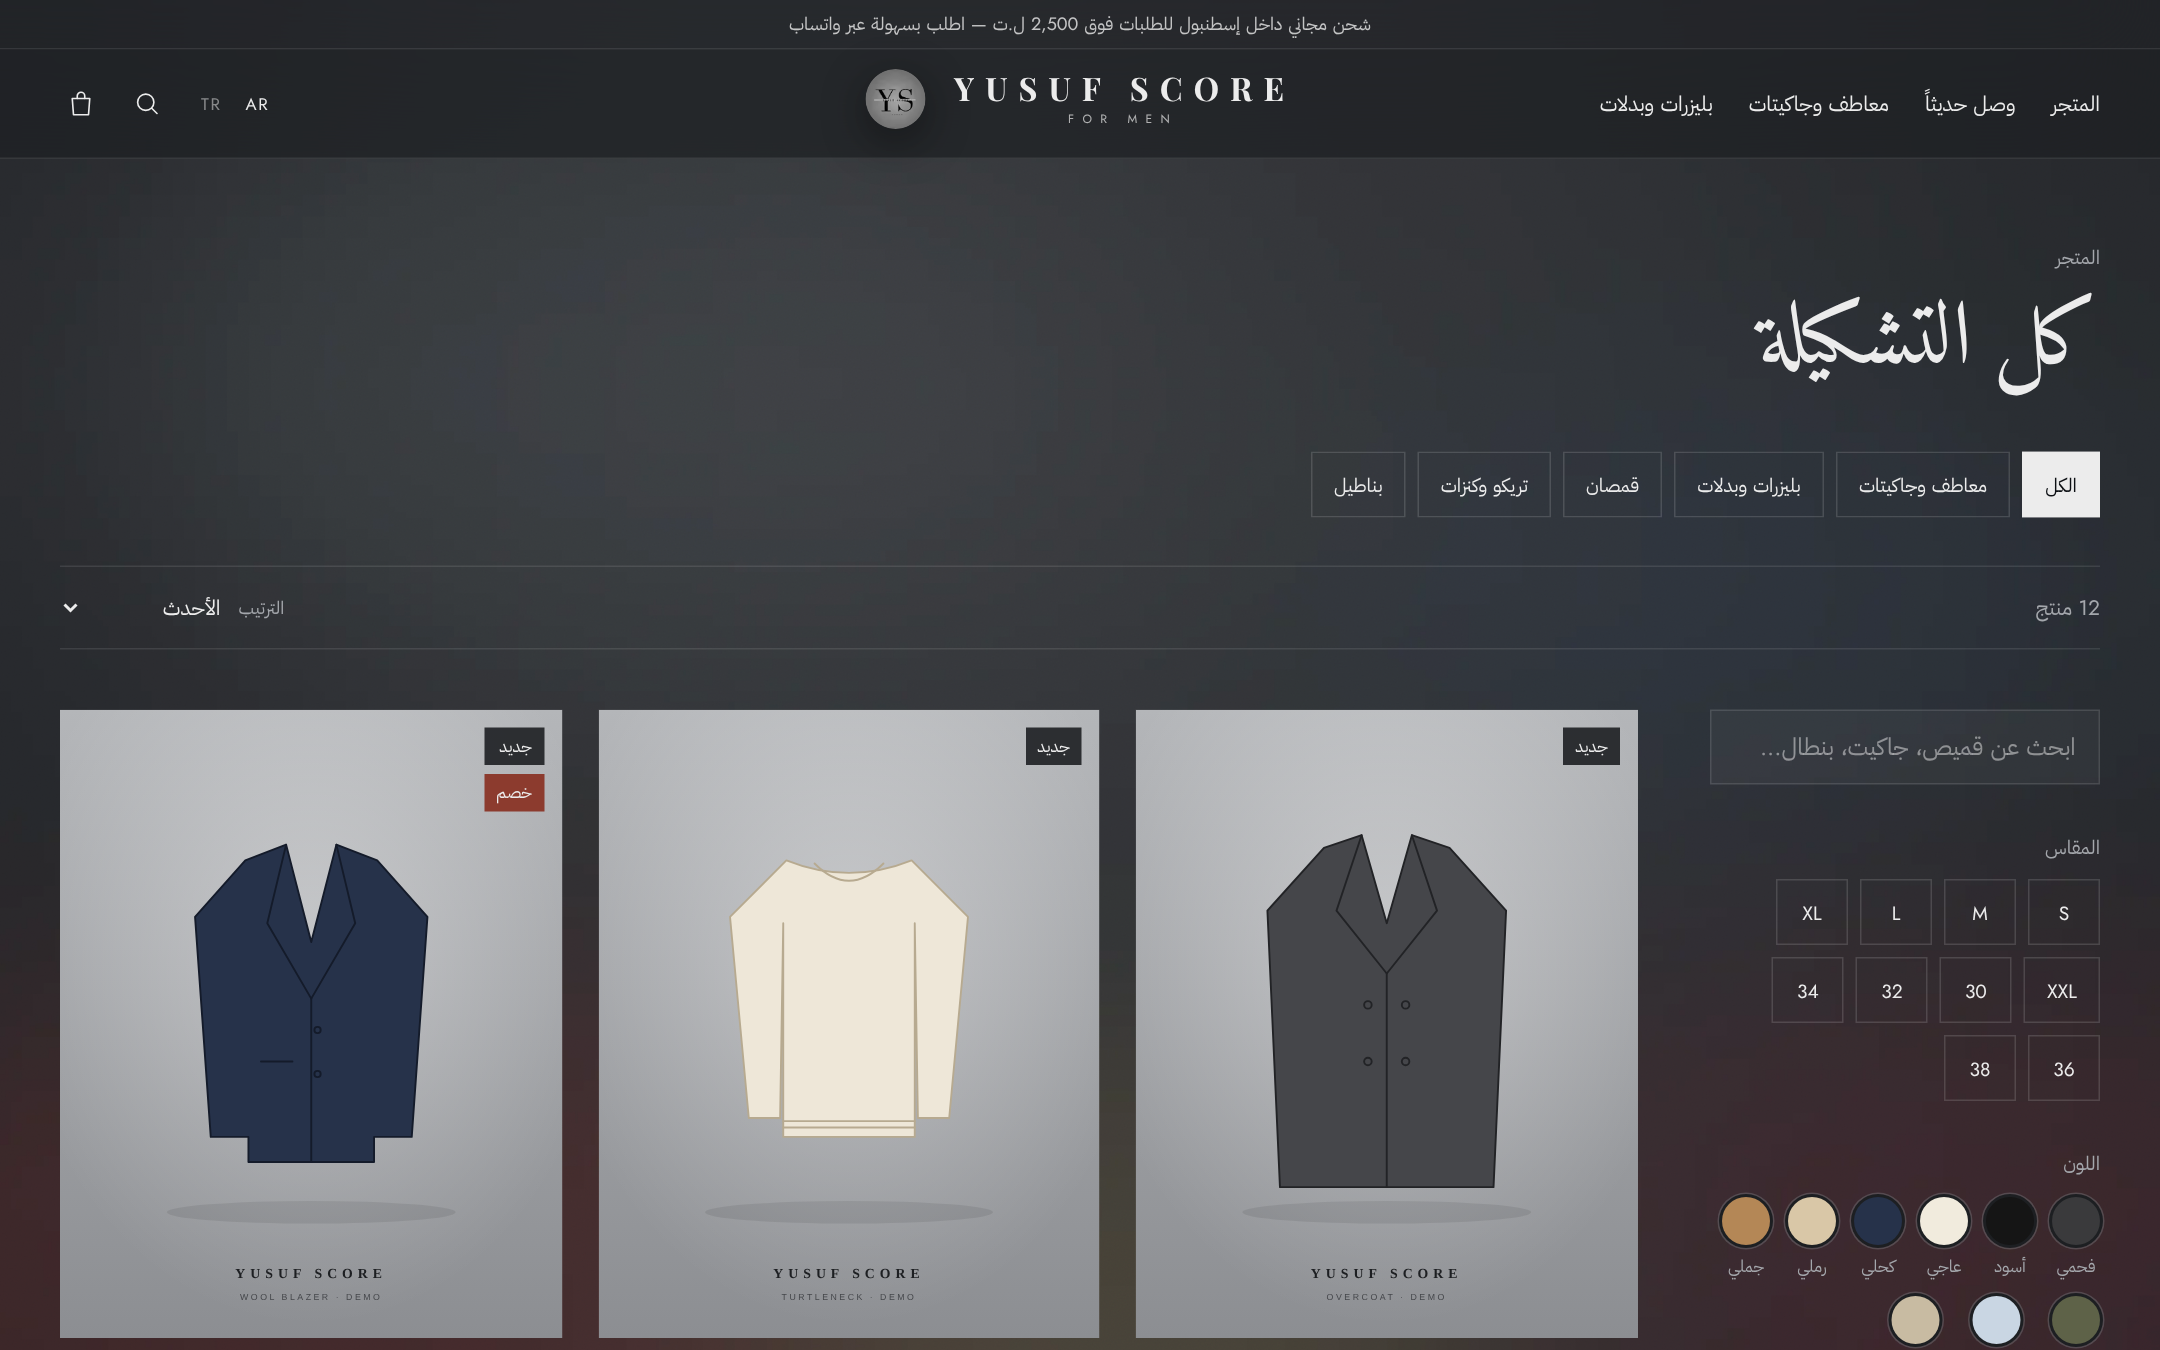 شحن مجاني داخل إسطنبول للطلبات فوق 2,500 ل.ت — اطلب بسهولة عبر واتساب
المتجر
وصل حديثاً
معاطف وجاكيتات
بليزرات وبدلات
YS
YUSUF SCORE
FOR MEN
AR
TR
المتجر
كل التشكيلة
الكل
معاطف وجاكيتات
بليزرات وبدلات
قمصان
تريكو وكنزات
بناطيل
12 منتج
الترتيب
الأحدث
ابحث عن قميص، جاكيت، بنطال...
المقاس
S
M
L
XL
XXL
30
32
34
36
38
اللون
فحمي
أسود
عاجي
كحلي
رملي
جملي
جديد
YUSUF SCORE
OVERCOAT · DEMO
جديد
YUSUF SCORE
TURTLENECK · DEMO
جديد
خصم
YUSUF SCORE
WOOL BLAZER · DEMO